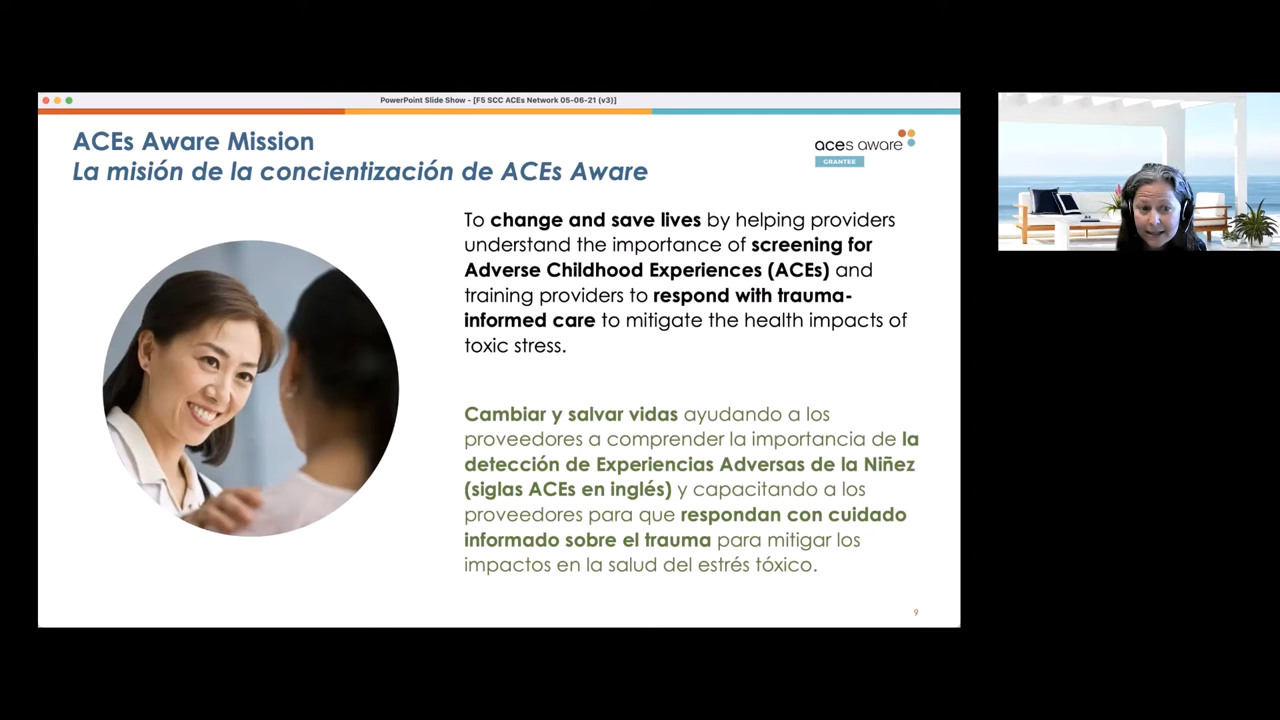 PowerPoint Slide Show - [F5 SCC ACEs Network 05-06-21 (v3)]
ACEs Aware Mission
La misión de la concientización de ACEs Aware
aces aware
GRANTEE
To change and save lives by helping providers
understand the importance of screening for
Adverse Childhood Experiences (ACEs) and
training providers to respond with trauma-
informed care to mitigate the health impacts of
toxic stress.
Cambiar y salvar vidas ayudando a los
proveedores a comprender la importancia de la
detección de Experiencias Adversas de la Niñez
(siglas ACEs en inglés) y capacitando a los
proveedores para que respondan con cuidado
informado sobre el trauma para mitigar los
impactos en la salud del estrés tóxico.
9